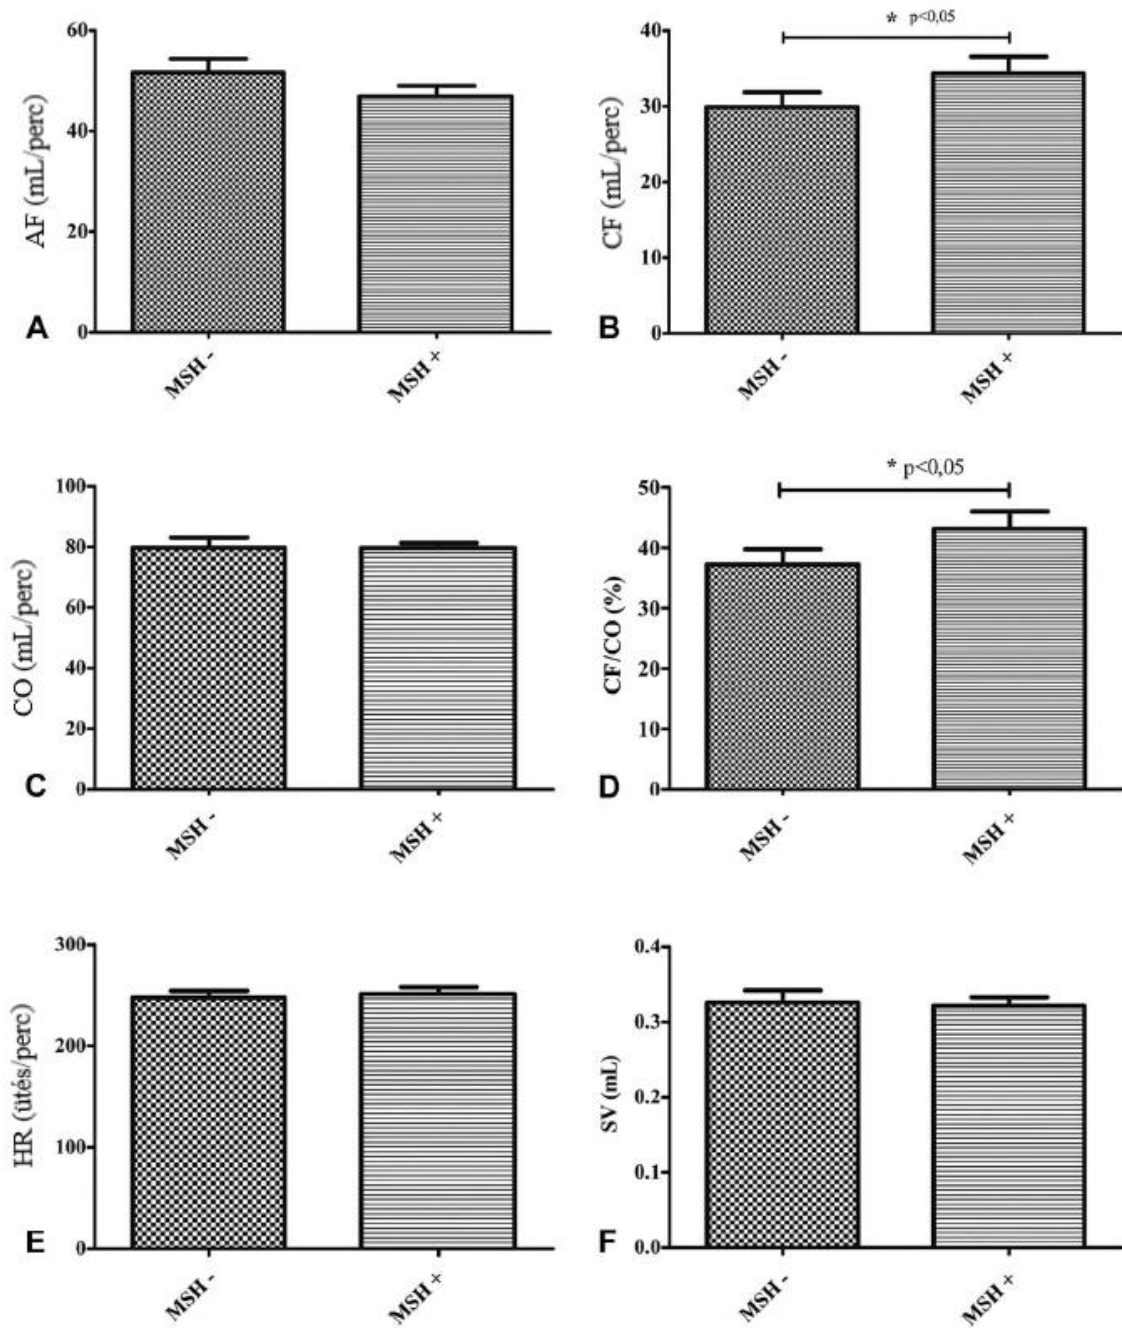 60
40
20
0
AF (mL/perc)
A
MSH -
MSH +
* p<0,05
40
30
20
10
0
CF (mL/perc)
B
MSH -
MSH +
100
80
60
40
20
0
CO (mL/perc)
C
MSH -
MSH +
* p<0,05
50
40
30
20
10
0
CF/CO (%)
D
MSH -
MSH +
300
200
100
0
HR (ütés/perc)
E
MSH -
MSH +
0.4
0.3
0.2
0.1
0.0
SV (mL)
F
MSH -
MSH +